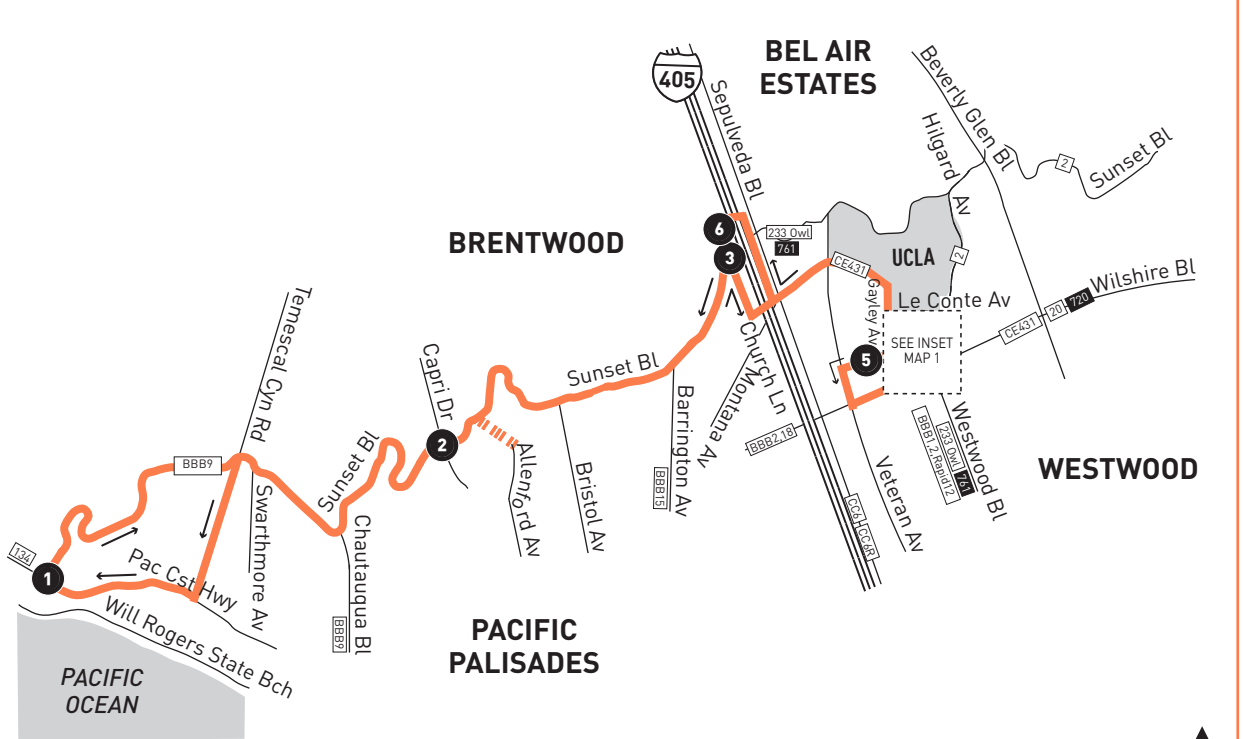 BEL AIR
ESTATES
405
Sepulveda Bl
Beverly Glen Bl
Hilgard
Av
2
Sunset Bl
BRENTWOOD
6
3
233 Owl
761
UCLA
2
CE431
Gayley Av
Le Conte Av
Wilshire Bl
CE431
20
720
SEE INSET
MAP 1
5
Temescal Cyn Rd
Capri Dr
Sunset Bl
Church Ln
Montana Av
Barrington Av
BBB15
BBB2,18
Westwood Bl
233 Owl
761
BBB1,2,Rapid12
WESTWOOD
Veteran Av
CC6
CC6R
2
Allenford Av
Bristol Av
Sunset Bl
BBB9
Swarthmore Av
Chautauqua Bl
BBB9
134
1
Pac Cst Hwy
Will Rogers State Bch
PACIFIC
PALISADES
PACIFIC
OCEAN